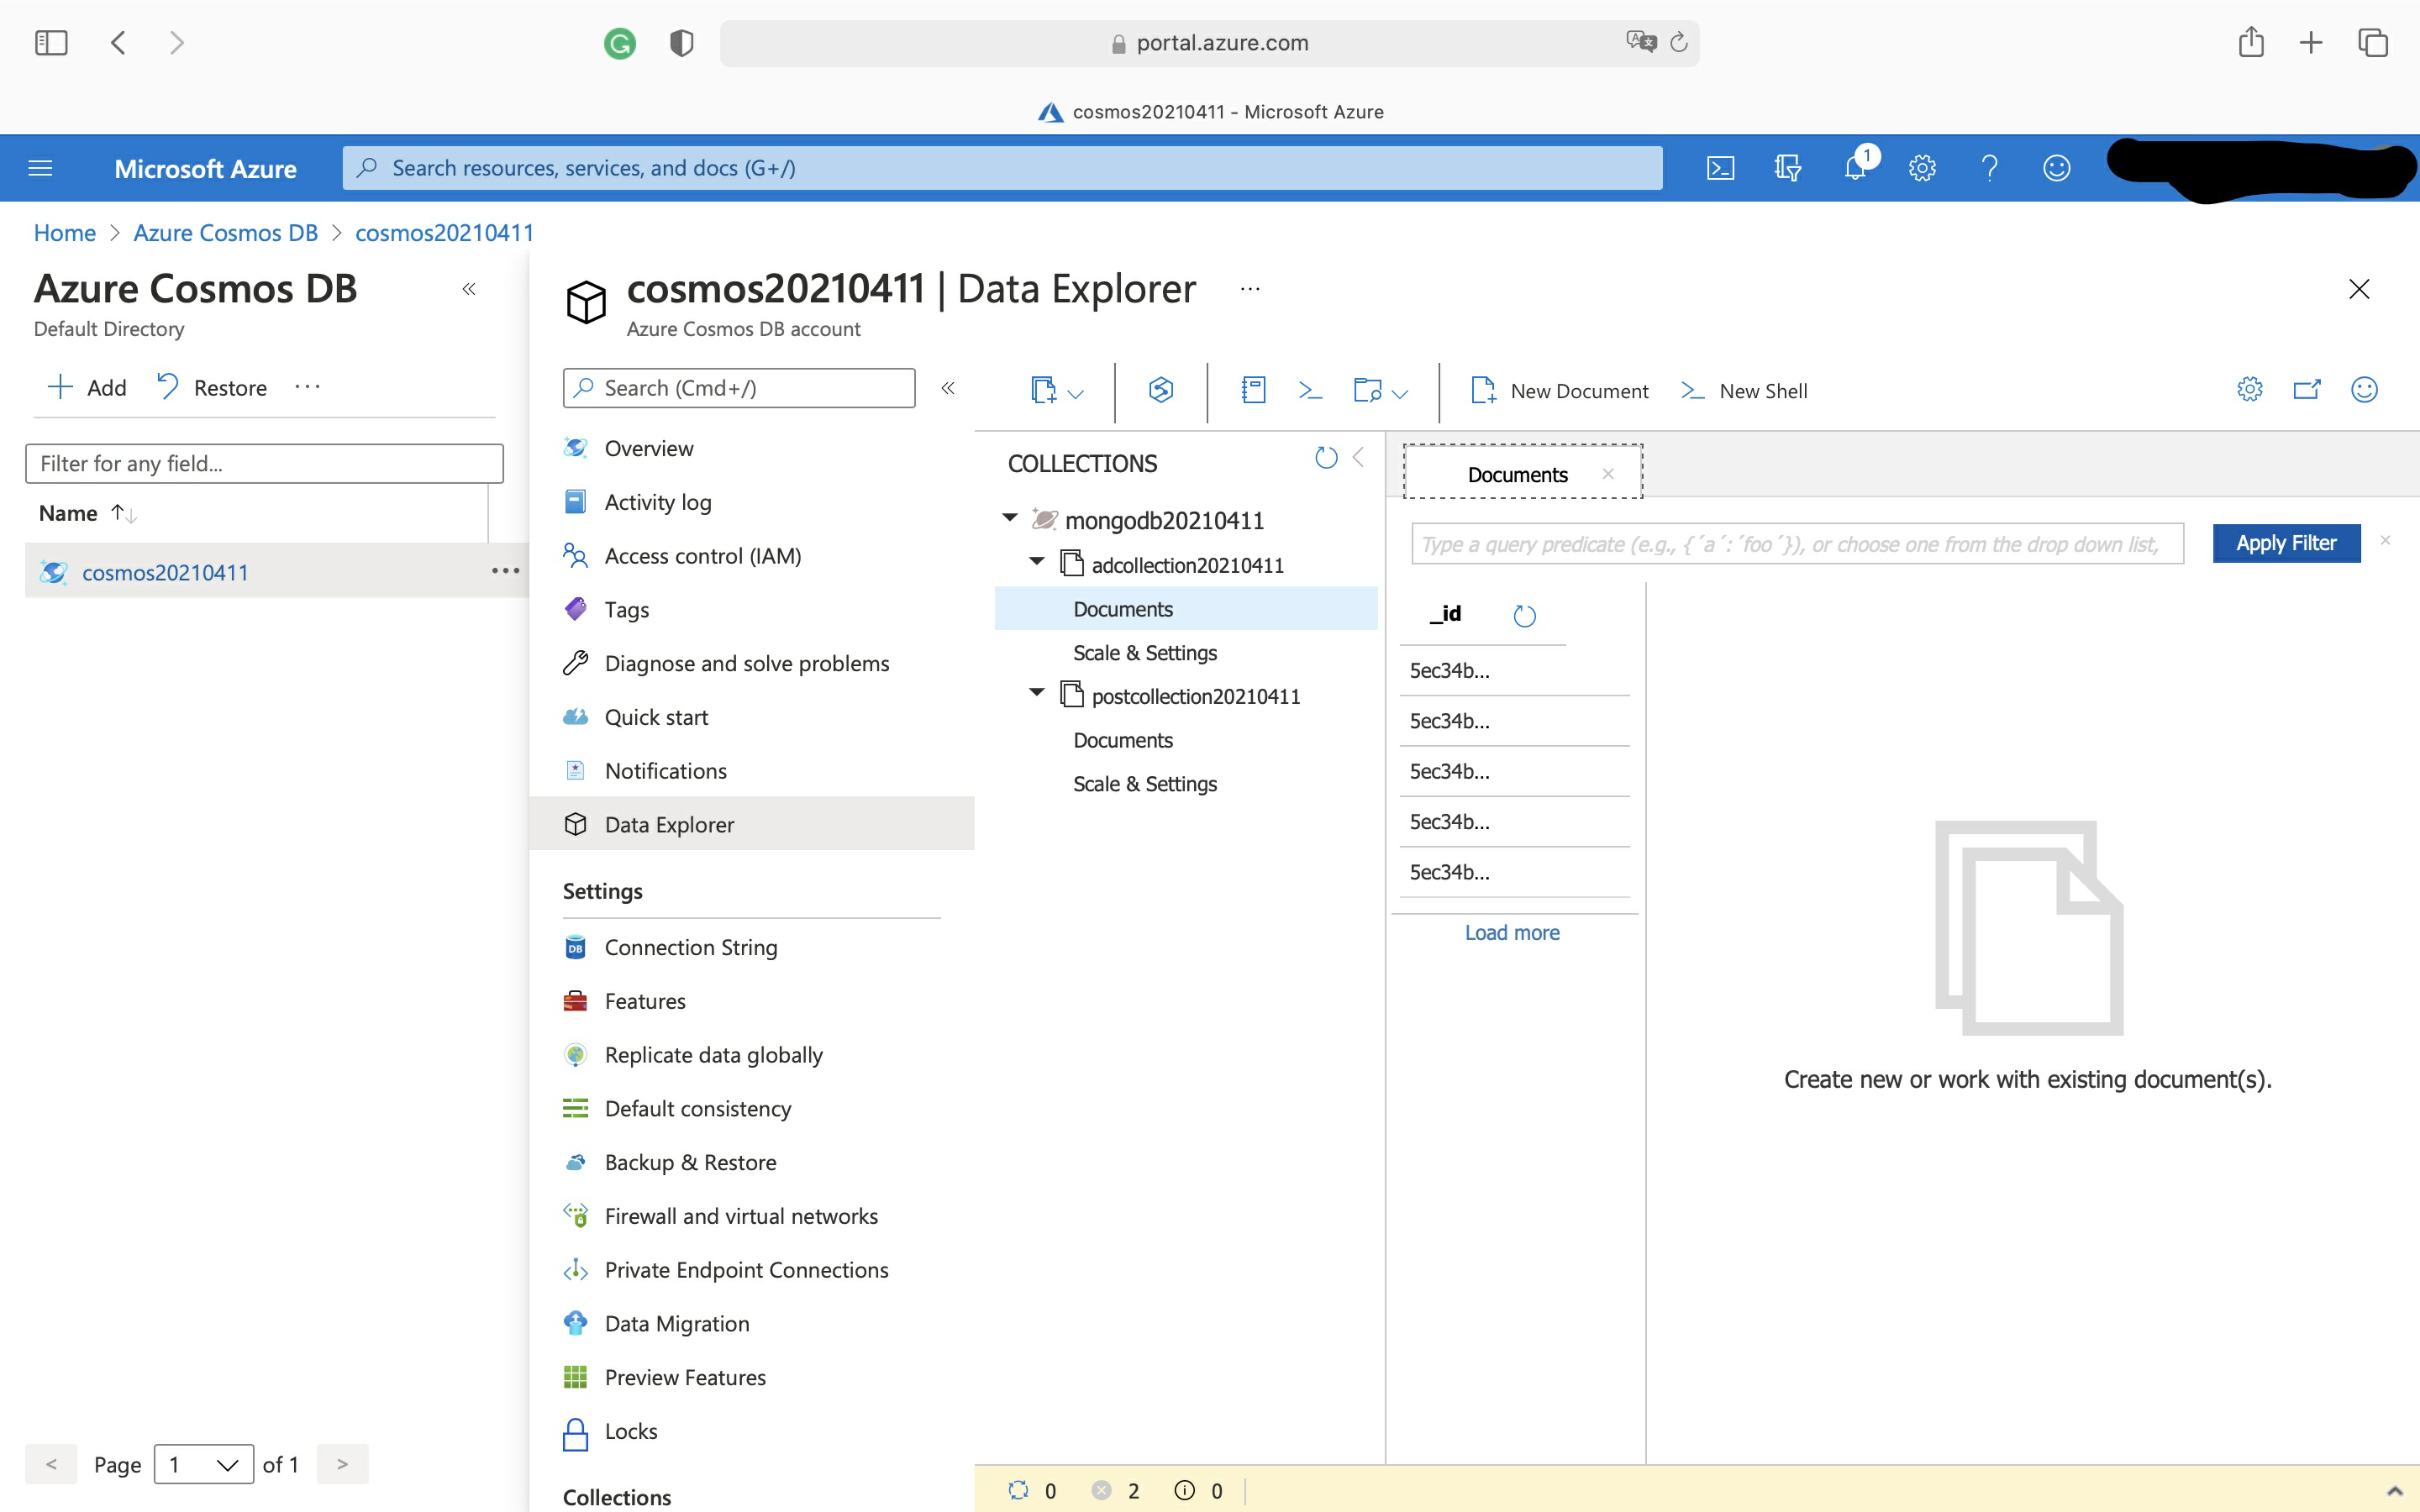 portal.azure.com
cosmos20210411 - Microsoft Azure
Microsoft Azure
Search resources, services, and docs (G+/)
1
Home > Azure Cosmos DB > cosmos20210411
Azure Cosmos DB
Default Directory
Add Restore ···
Filter for any field...
Name
cosmos20210411
< Page 1 of 1 >
cosmos20210411 | Data Explorer ···
Azure Cosmos DB account
Search (Cmd+/)
Overview
Activity log
Access control (IAM)
Tags
Diagnose and solve problems
Quick start
Notifications
Data Explorer
Settings
Connection String
Features
Replicate data globally
Default consistency
Backup & Restore
Firewall and virtual networks
Private Endpoint Connections
Data Migration
Preview Features
Locks
Collections
New Document New Shell
COLLECTIONS
mongodb20210411
adcollection20210411
Documents
Scale & Settings
postcollection20210411
Documents
Scale & Settings
Documents
Type a query predicate (e.g., {´a´:´foo´}), or choose one from the drop down list,
Apply Filter
_id
5ec34b...
5ec34b...
5ec34b...
5ec34b...
5ec34b...
Load more
Create new or work with existing document(s).
0 2 0